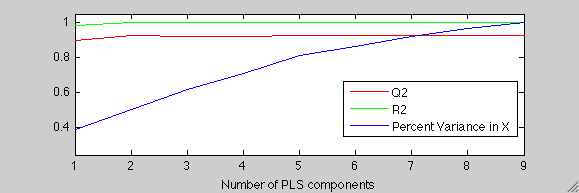 1
0.8
0.6
0.4
1 2 3 4 5 6 7 8 9
Number of PLS components
Q2
R2
Percent Variance in X